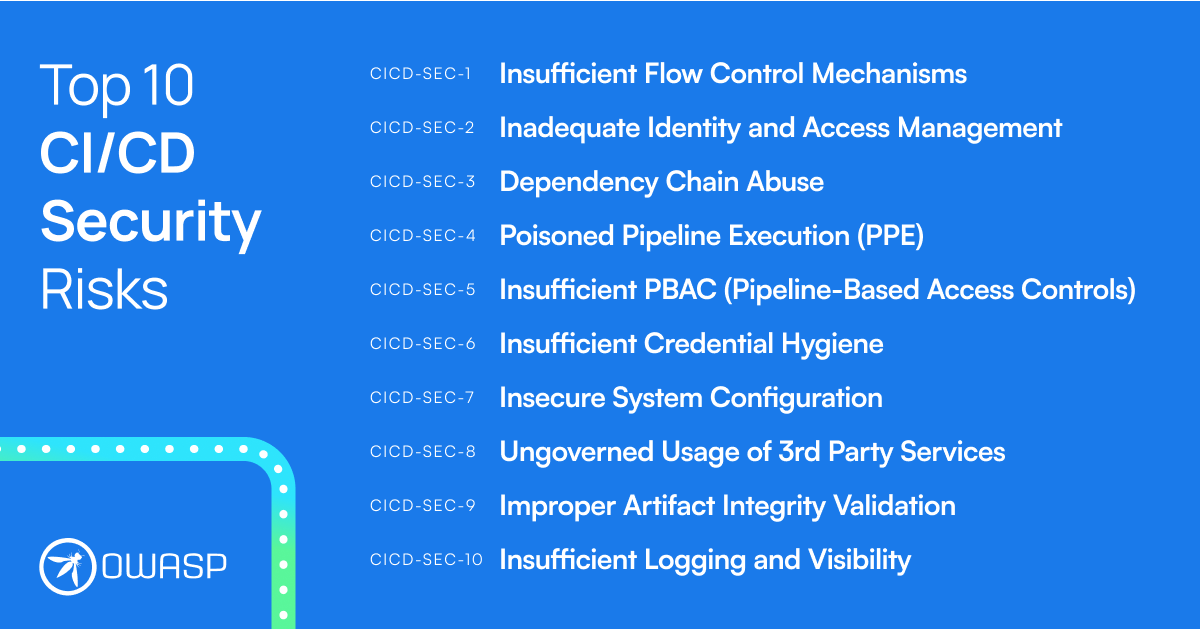 Top 10
CI/CD
Security
Risks
CICD-SEC-1 Insufficient Flow Control Mechanisms
CICD-SEC-2 Inadequate Identity and Access Management
CICD-SEC-3 Dependency Chain Abuse
CICD-SEC-4 Poisoned Pipeline Execution (PPE)
CICD-SEC-5 Insufficient PBAC (Pipeline-Based Access Controls)
CICD-SEC-6 Insufficient Credential Hygiene
CICD-SEC-7 Insecure System Configuration
CICD-SEC-8 Ungoverned Usage of 3rd Party Services
CICD-SEC-9 Improper Artifact Integrity Validation
CICD-SEC-10 Insufficient Logging and Visibility
OWASP